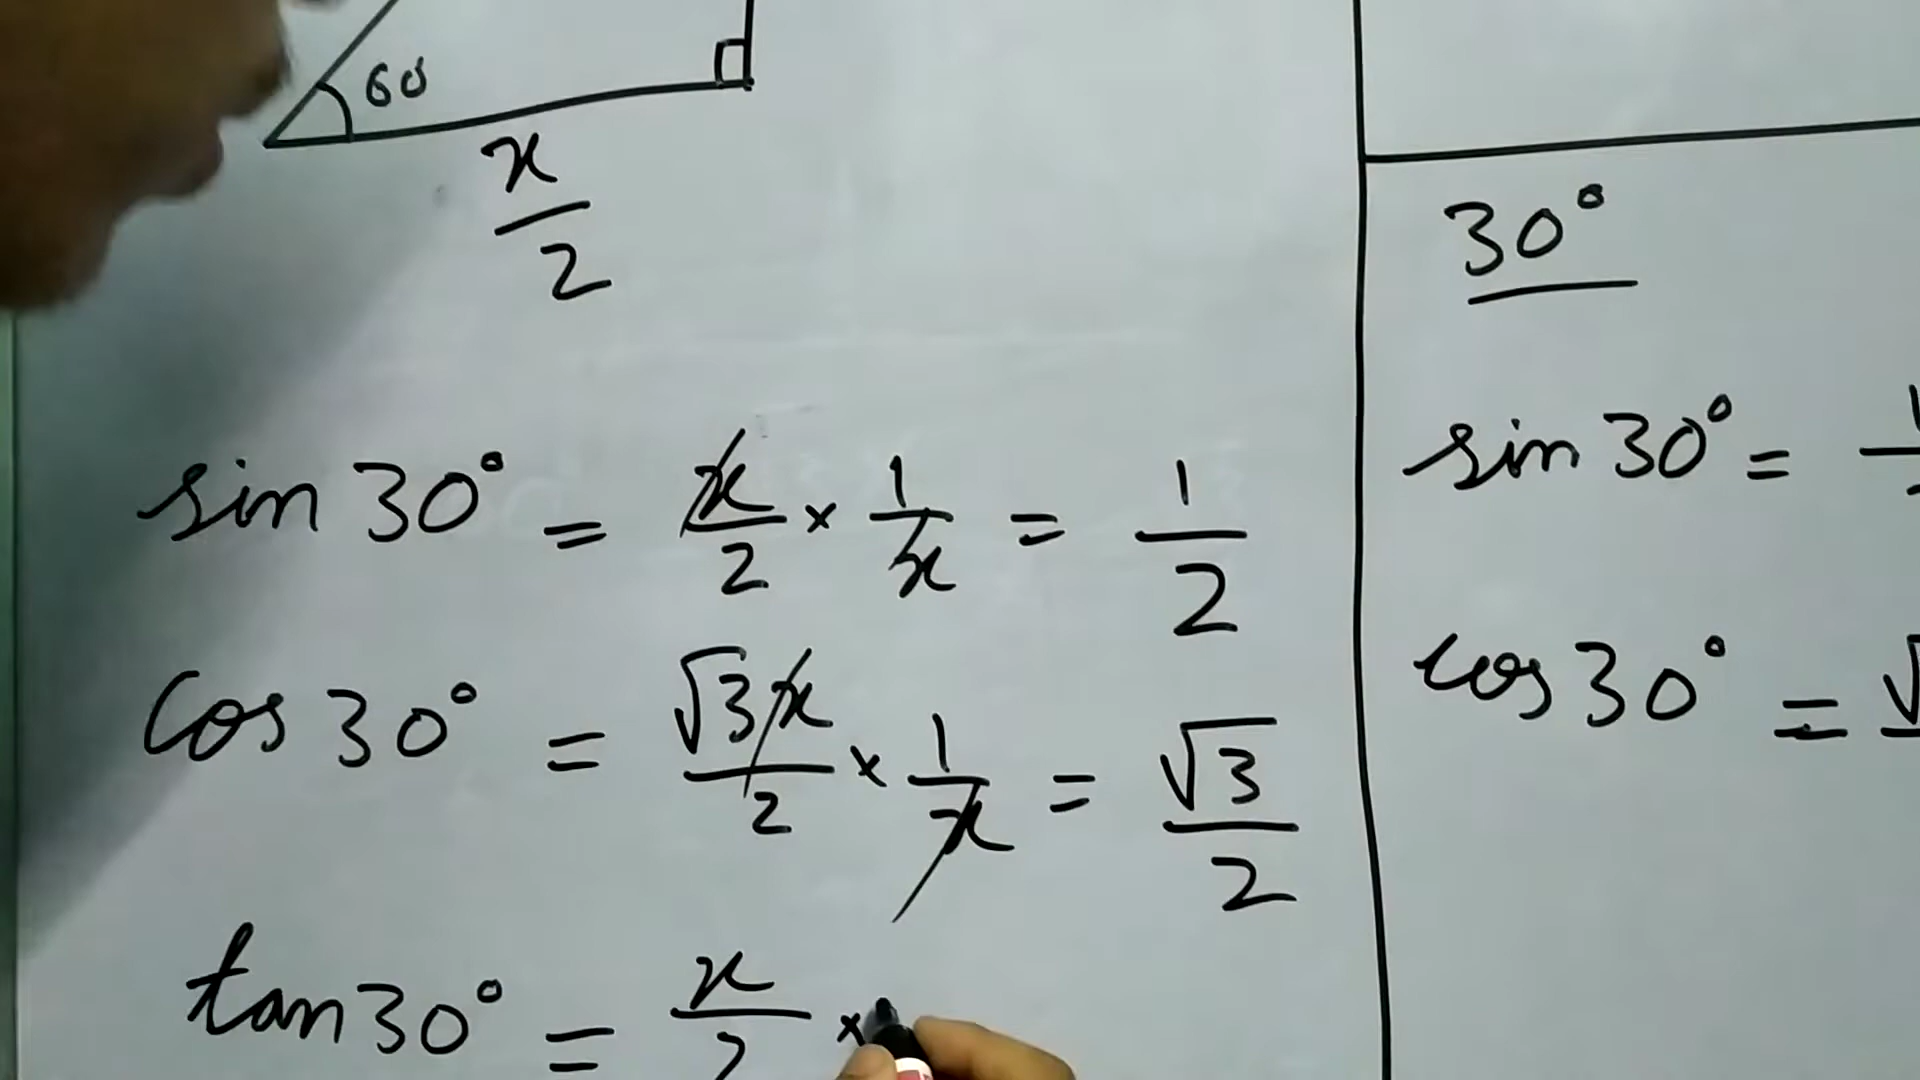 60
x/2
sin 30° = x/2 × 1/x = 1/2
cos 30° = √3x/2 × 1/x = √3/2
tan 30° = x/2 ×
30°
sin 30° =
cos 30° = √